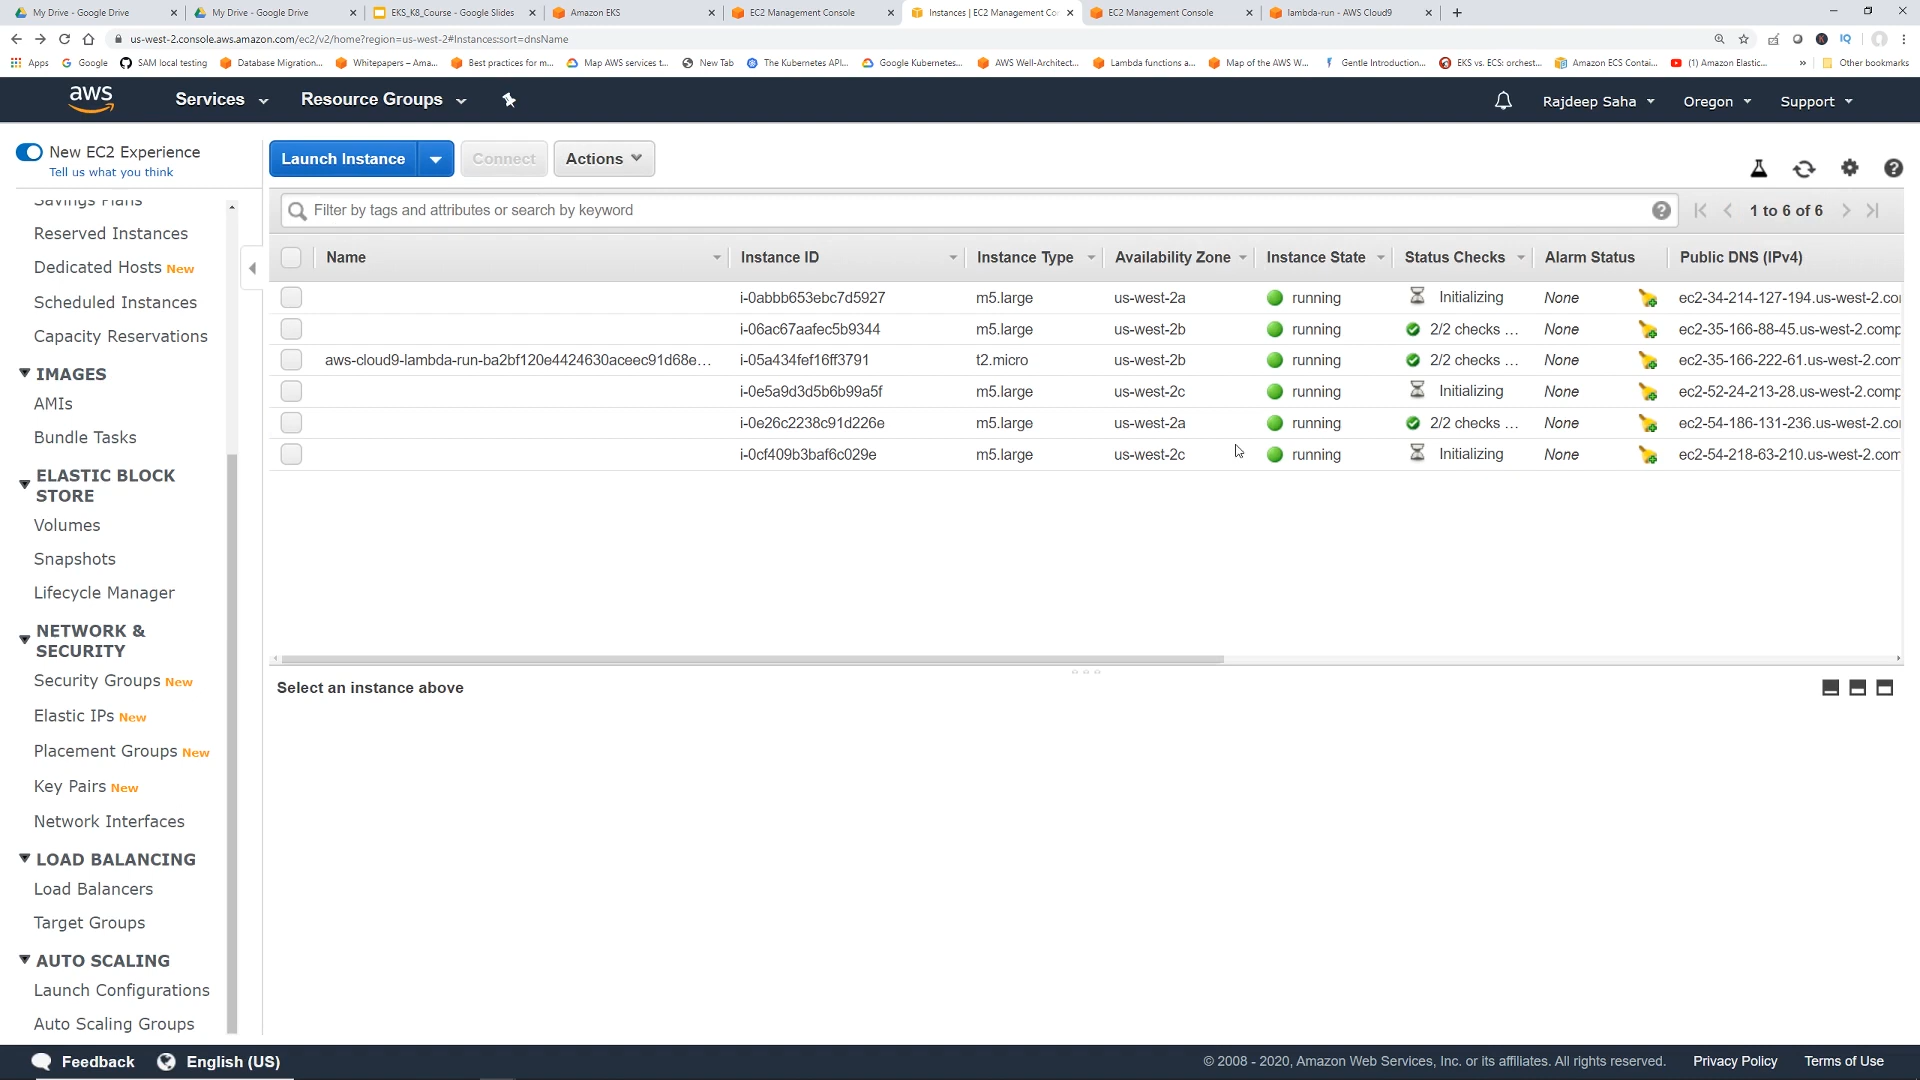 My Drive - Google Drive
My Drive - Google Drive
EKS_K8_Course - Google Slides
Amazon EKS
EC2 Management Console
Instances | EC2 Management Co
EC2 Management Console
lambda-run - AWS Cloud9
us-west-2.console.aws.amazon.com/ec2/v2/home?region=us-west-2#Instances:sort=dnsName
Apps
Google
SAM local testing
Database Migration...
Whitepapers – Ama...
Best practices for m...
Map AWS services t...
New Tab
The Kubernetes API...
Google Kubernetes...
AWS Well-Architect...
Lambda functions a...
Map of the AWS W...
Gentle Introduction...
EKS vs. ECS: orchest...
Amazon ECS Contai...
(1) Amazon Elastic...
»
Other bookmarks
aws
Services
Resource Groups
Rajdeep Saha
Oregon
Support
New EC2 Experience
Tell us what you think
Savings Plans
Reserved Instances
Dedicated Hosts New
Scheduled Instances
Capacity Reservations
IMAGES
AMIs
Bundle Tasks
ELASTIC BLOCK
STORE
Volumes
Snapshots
Lifecycle Manager
NETWORK &
SECURITY
Security Groups New
Elastic IPs New
Placement Groups New
Key Pairs New
Network Interfaces
LOAD BALANCING
Load Balancers
Target Groups
AUTO SCALING
Launch Configurations
Auto Scaling Groups
Launch Instance
Connect
Actions
Filter by tags and attributes or search by keyword
1 to 6 of 6
Name Instance ID Instance Type Availability Zone Instance State Status Checks Alarm Status Public DNS (IPv4)
i-0abbb653ebc7d5927 m5.large us-west-2a running Initializing None ec2-34-214-127-194.us-west-2.co
i-06ac67aafec5b9344 m5.large us-west-2b running 2/2 checks ... None ec2-35-166-88-45.us-west-2.comp
aws-cloud9-lambda-run-ba2bf120e4424630aceec91d68e... i-05a434fef16ff3791 t2.micro us-west-2b running 2/2 checks ... None ec2-35-166-222-61.us-west-2.com
i-0e5a9d3d5b6b99a5f m5.large us-west-2c running Initializing None ec2-52-24-213-28.us-west-2.comp
i-0e26c2238c91d226e m5.large us-west-2a running 2/2 checks ... None ec2-54-186-131-236.us-west-2.co
i-0cf409b3baf6c029e m5.large us-west-2c running Initializing None ec2-54-218-63-210.us-west-2.com
Select an instance above
Feedback
English (US)
© 2008 - 2020, Amazon Web Services, Inc. or its affiliates. All rights reserved.
Privacy Policy
Terms of Use